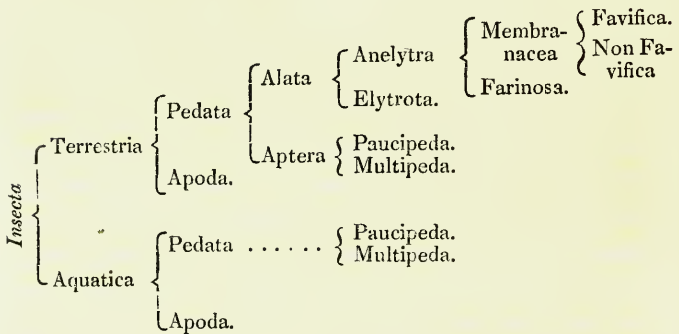 Favifica.
Membra-
nacea
Non Fa-
vifica
Anelytra
Alata
Elytrota.
Farinosa.
Pedata
Terrestria
Aptera
Paucipeda.
Multipeda.
Apoda.
Insecta
Pedata . . . . . .
Paucipeda.
Multipeda.
Aquatica
Apoda.